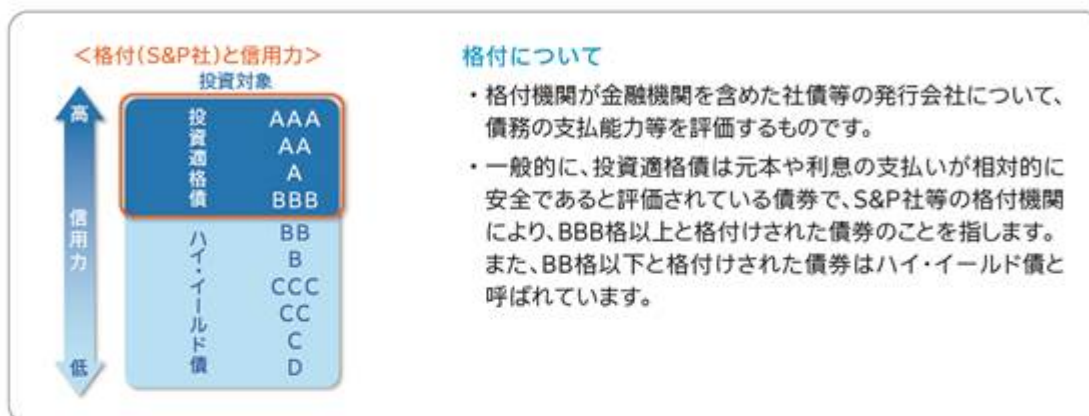 <格付(S&P社)と信用力>
投資対象
高
信用力
低
投資適格債
AAA
AA
A
BBB
ハイ・イールド債
BB
B
CCC
CC
C
D
格付について
・格付機関が金融機関を含めた社債等の発行会社について、
債務の支払能力等を評価するものです。
・一般的に、投資適格債は元本や利息の支払いが相対的に
安全であると評価されている債券で、S&P社等の格付機関
により、BBB格以上と格付けされた債券のことを指します。
また、BB格以下と格付けされた債券はハイ・イールド債と
呼ばれています。